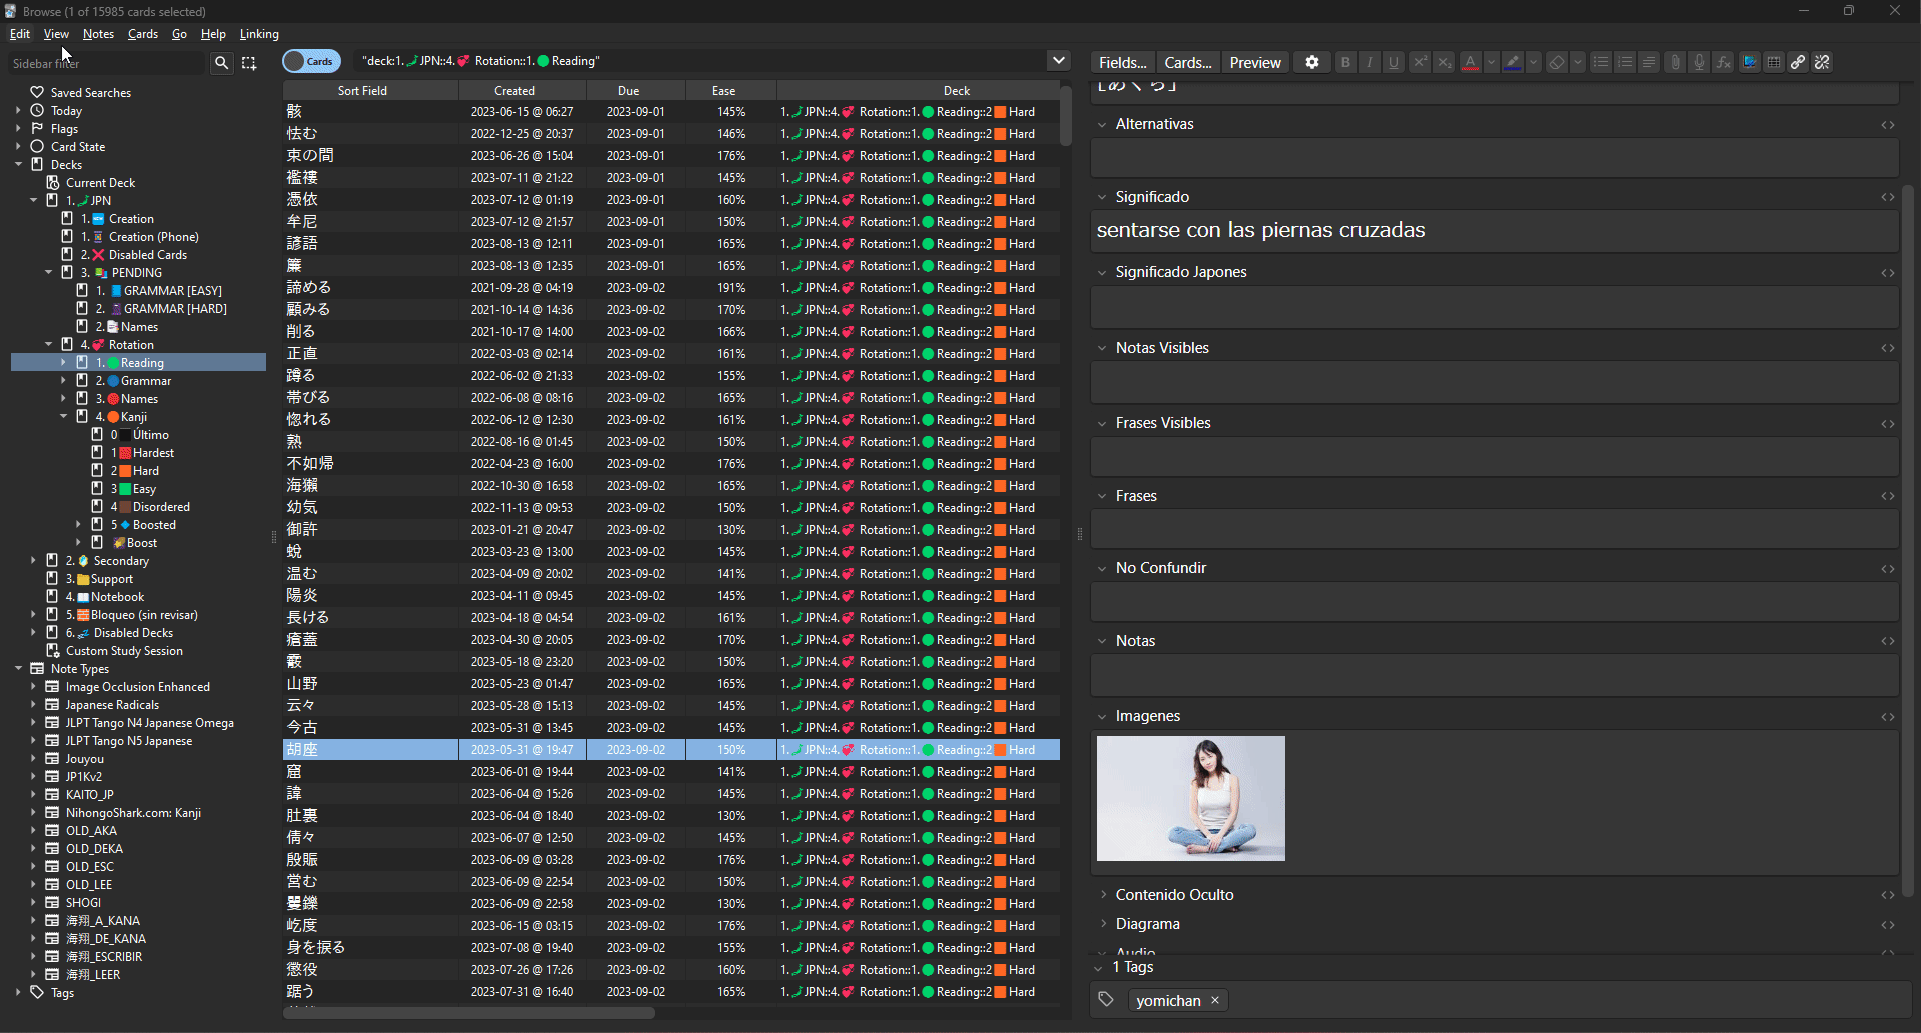 Browse (1 of 15985 cards selected)
Edit View Notes Cards Go Help Linking
Sidebar filter
Saved Searches
Today
Flags
Card State
Decks
Current Deck
1. JPN
1. Creation
1. Creation (Phone)
2. Disabled Cards
3. PENDING
1. GRAMMAR [EASY]
2. GRAMMAR [HARD]
2. Names
4. Rotation
1. Reading
2. Grammar
3. Names
4. Kanji
0 Último
1 Hardest
2 Hard
3 Easy
4 Disordered
5 Boosted
Boost
2. Secondary
3. Support
4. Notebook
5. Bloqueo (sin revisar)
6. Disabled Decks
Custom Study Session
Note Types
Image Occlusion Enhanced
Japanese Radicals
JLPT Tango N4 Japanese Omega
JLPT Tango N5 Japanese
Jouyou
JP1Kv2
KAITO_JP
NihongoShark.com: Kanji
OLD_AKA
OLD_DEKA
OLD_ESC
OLD_LEE
SHOGI
海翔_A_KANA
海翔_DE_KANA
海翔_ESCRIBIR
海翔_LEER
Tags
Cards "deck:1. JPN::4. Rotation::1. Reading"
Sort Field Created Due Ease Deck
骸 2023-06-15 @ 06:27 2023-09-01 145% 1. JPN::4. Rotation::1. Reading::2 Hard
怯む 2022-12-25 @ 20:37 2023-09-01 146% 1. JPN::4. Rotation::1. Reading::2 Hard
束の間 2023-06-26 @ 15:04 2023-09-01 176% 1. JPN::4. Rotation::1. Reading::2 Hard
襤褸 2023-07-11 @ 21:22 2023-09-01 145% 1. JPN::4. Rotation::1. Reading::2 Hard
憑依 2023-07-12 @ 01:19 2023-09-01 160% 1. JPN::4. Rotation::1. Reading::2 Hard
牟尼 2023-07-12 @ 21:57 2023-09-01 150% 1. JPN::4. Rotation::1. Reading::2 Hard
諺語 2023-08-13 @ 12:11 2023-09-01 165% 1. JPN::4. Rotation::1. Reading::2 Hard
簾 2023-08-13 @ 12:35 2023-09-01 165% 1. JPN::4. Rotation::1. Reading::2 Hard
諦める 2021-09-28 @ 04:19 2023-09-02 191% 1. JPN::4. Rotation::1. Reading::2 Hard
顧みる 2021-10-14 @ 14:36 2023-09-02 170% 1. JPN::4. Rotation::1. Reading::2 Hard
削る 2021-10-17 @ 14:00 2023-09-02 166% 1. JPN::4. Rotation::1. Reading::2 Hard
正直 2022-03-03 @ 02:14 2023-09-02 161% 1. JPN::4. Rotation::1. Reading::2 Hard
蹲る 2022-06-02 @ 21:33 2023-09-02 155% 1. JPN::4. Rotation::1. Reading::2 Hard
帯びる 2022-06-08 @ 08:16 2023-09-02 165% 1. JPN::4. Rotation::1. Reading::2 Hard
惚れる 2022-06-12 @ 12:30 2023-09-02 161% 1. JPN::4. Rotation::1. Reading::2 Hard
熟 2022-08-16 @ 01:45 2023-09-02 150% 1. JPN::4. Rotation::1. Reading::2 Hard
不如帰 2022-04-23 @ 16:00 2023-09-02 176% 1. JPN::4. Rotation::1. Reading::2 Hard
海獺 2022-10-30 @ 16:58 2023-09-02 165% 1. JPN::4. Rotation::1. Reading::2 Hard
幼気 2022-11-13 @ 09:53 2023-09-02 150% 1. JPN::4. Rotation::1. Reading::2 Hard
御許 2023-01-21 @ 20:47 2023-09-02 130% 1. JPN::4. Rotation::1. Reading::2 Hard
蛻 2023-03-23 @ 13:00 2023-09-02 145% 1. JPN::4. Rotation::1. Reading::2 Hard
温む 2023-04-09 @ 20:02 2023-09-02 141% 1. JPN::4. Rotation::1. Reading::2 Hard
陽炎 2023-04-11 @ 09:45 2023-09-02 145% 1. JPN::4. Rotation::1. Reading::2 Hard
長ける 2023-04-18 @ 04:54 2023-09-02 161% 1. JPN::4. Rotation::1. Reading::2 Hard
瘡蓋 2023-04-30 @ 20:05 2023-09-02 170% 1. JPN::4. Rotation::1. Reading::2 Hard
2023-05-18 @ 23:20 2023-09-02 150% 1. JPN::4. Rotation::1. Reading::2 Hard
山野 2023-05-23 @ 01:47 2023-09-02 165% 1. JPN::4. Rotation::1. Reading::2 Hard
云々 2023-05-28 @ 15:13 2023-09-02 145% 1. JPN::4. Rotation::1. Reading::2 Hard
今古 2023-05-31 @ 13:45 2023-09-02 145% 1. JPN::4. Rotation::1. Reading::2 Hard
胡座 2023-05-31 @ 19:47 2023-09-02 150% 1. JPN::4. Rotation::1. Reading::2 Hard
窟 2023-06-01 @ 19:44 2023-09-02 141% 1. JPN::4. Rotation::1. Reading::2 Hard
諱 2023-06-04 @ 15:26 2023-09-02 145% 1. JPN::4. Rotation::1. Reading::2 Hard
肚裏 2023-06-04 @ 18:40 2023-09-02 130% 1. JPN::4. Rotation::1. Reading::2 Hard
倩々 2023-06-07 @ 12:50 2023-09-02 145% 1. JPN::4. Rotation::1. Reading::2 Hard
殷賑 2023-06-09 @ 03:28 2023-09-02 176% 1. JPN::4. Rotation::1. Reading::2 Hard
営む 2023-06-09 @ 22:54 2023-09-02 150% 1. JPN::4. Rotation::1. Reading::2 Hard
矍鑠 2023-06-09 @ 22:58 2023-09-02 130% 1. JPN::4. Rotation::1. Reading::2 Hard
屹度 2023-06-15 @ 03:15 2023-09-02 176% 1. JPN::4. Rotation::1. Reading::2 Hard
身を捩る 2023-07-08 @ 19:40 2023-09-02 155% 1. JPN::4. Rotation::1. Reading::2 Hard
懲役 2023-07-26 @ 17:26 2023-09-02 160% 1. JPN::4. Rotation::1. Reading::2 Hard
踞う 2023-07-31 @ 16:40 2023-09-02 165% 1. JPN::4. Rotation::1. Reading::2 Hard
Fields... Cards... Preview B I U x² x₂ A fx
Alternativas
Significado
sentarse con las piernas cruzadas
Significado Japones
Notas Visibles
Frases Visibles
Frases
No Confundir
Notas
Imagenes
Contenido Oculto
Diagrama
Audio
1 Tags
yomichan ×